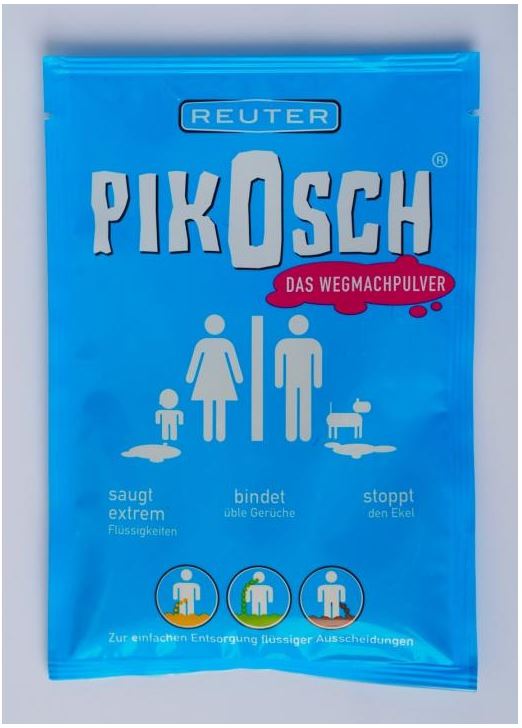 REUTER
PIKOSCH®
DAS WEGMACHPULVER
saugt
extrem
Flüssigkeiten
bindet
üble Gerüche
stoppt
den Ekel
Zur einfachen Entsorgung flüssiger Ausscheidungen